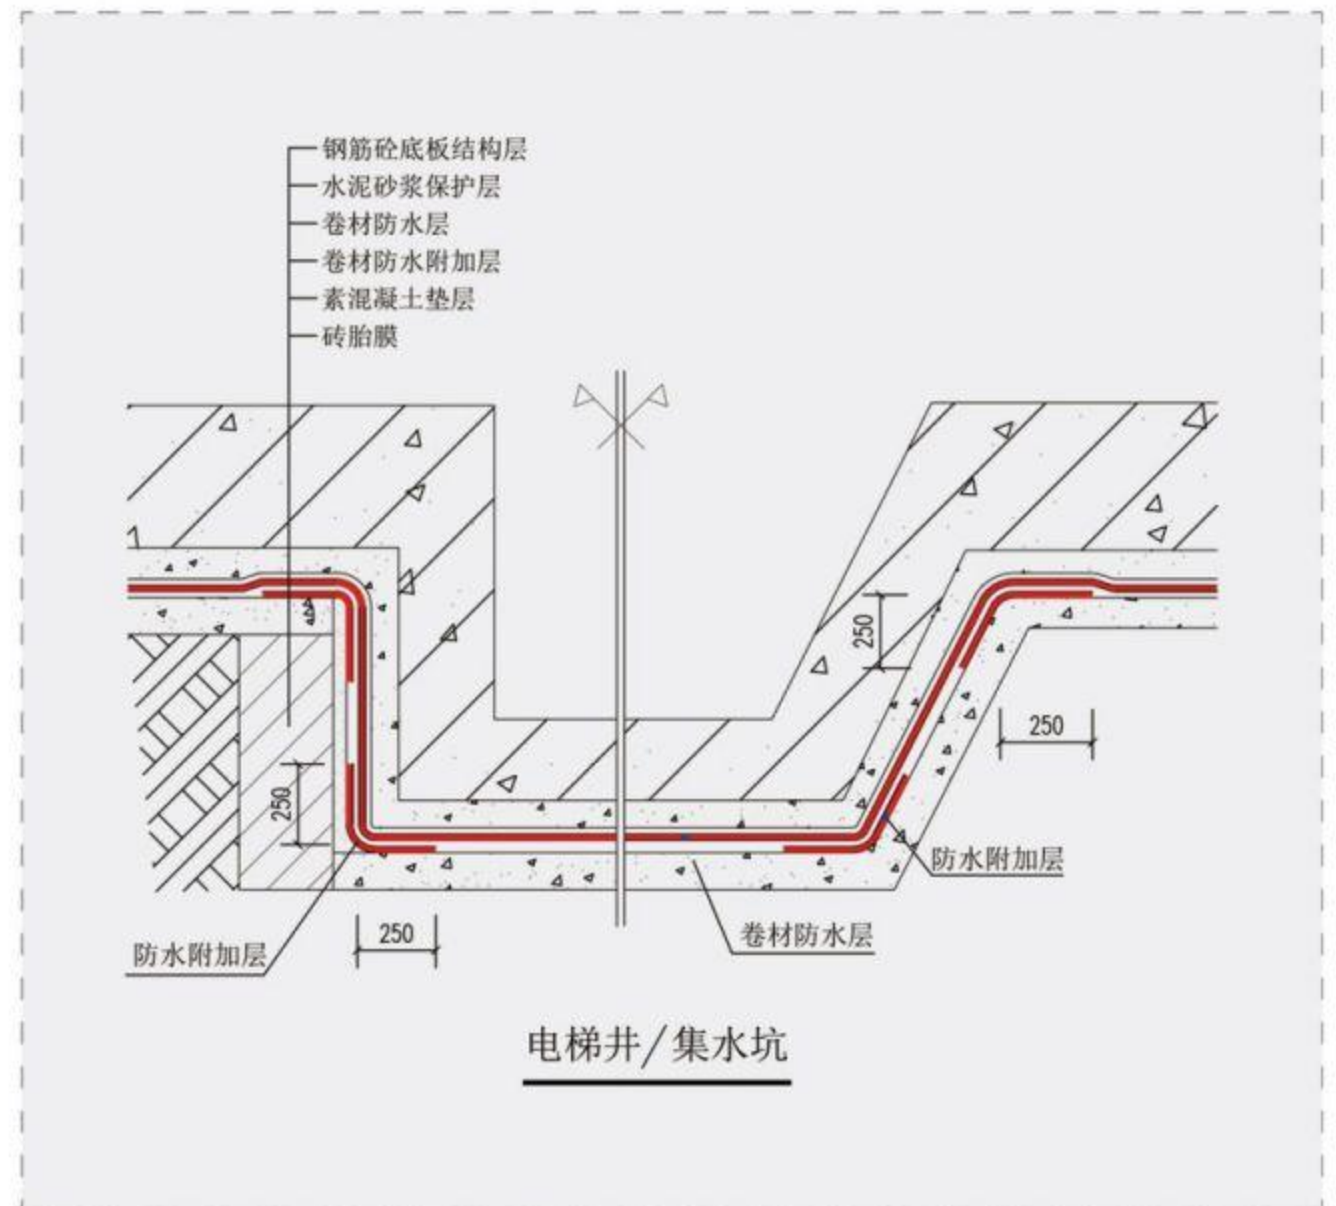 钢筋砼底板结构层
水泥砂浆保护层
卷材防水层
卷材防水附加层
素混凝土垫层
砖胎膜
250
250
250
防水附加层
250
卷材防水层
防水附加层
电梯井/集水坑